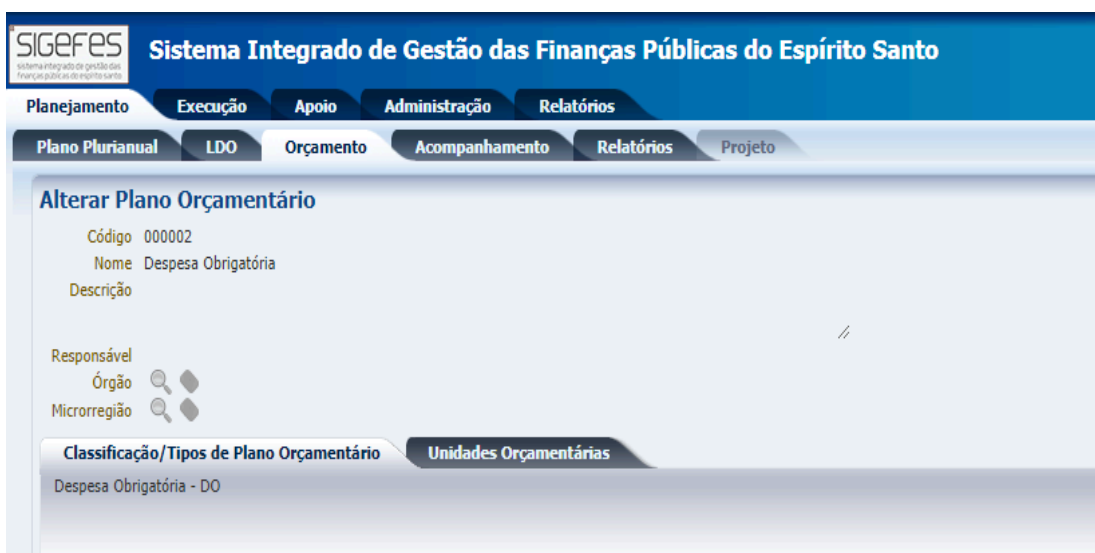 SIGEFES
sistema integrado de gestão das
finanças públicas do espírito santo
Sistema Integrado de Gestão das Finanças Públicas do Espírito Santo
Planejamento Execução Apoio Administração Relatórios
Plano Plurianual LDO Orçamento Acompanhamento Relatórios Projeto
Alterar Plano Orçamentário
Código 000002
Nome Despesa Obrigatória
Descrição
Responsável
Órgão
Microrregião
Classificação/Tipos de Plano Orçamentário Unidades Orçamentárias
Despesa Obrigatória - DO